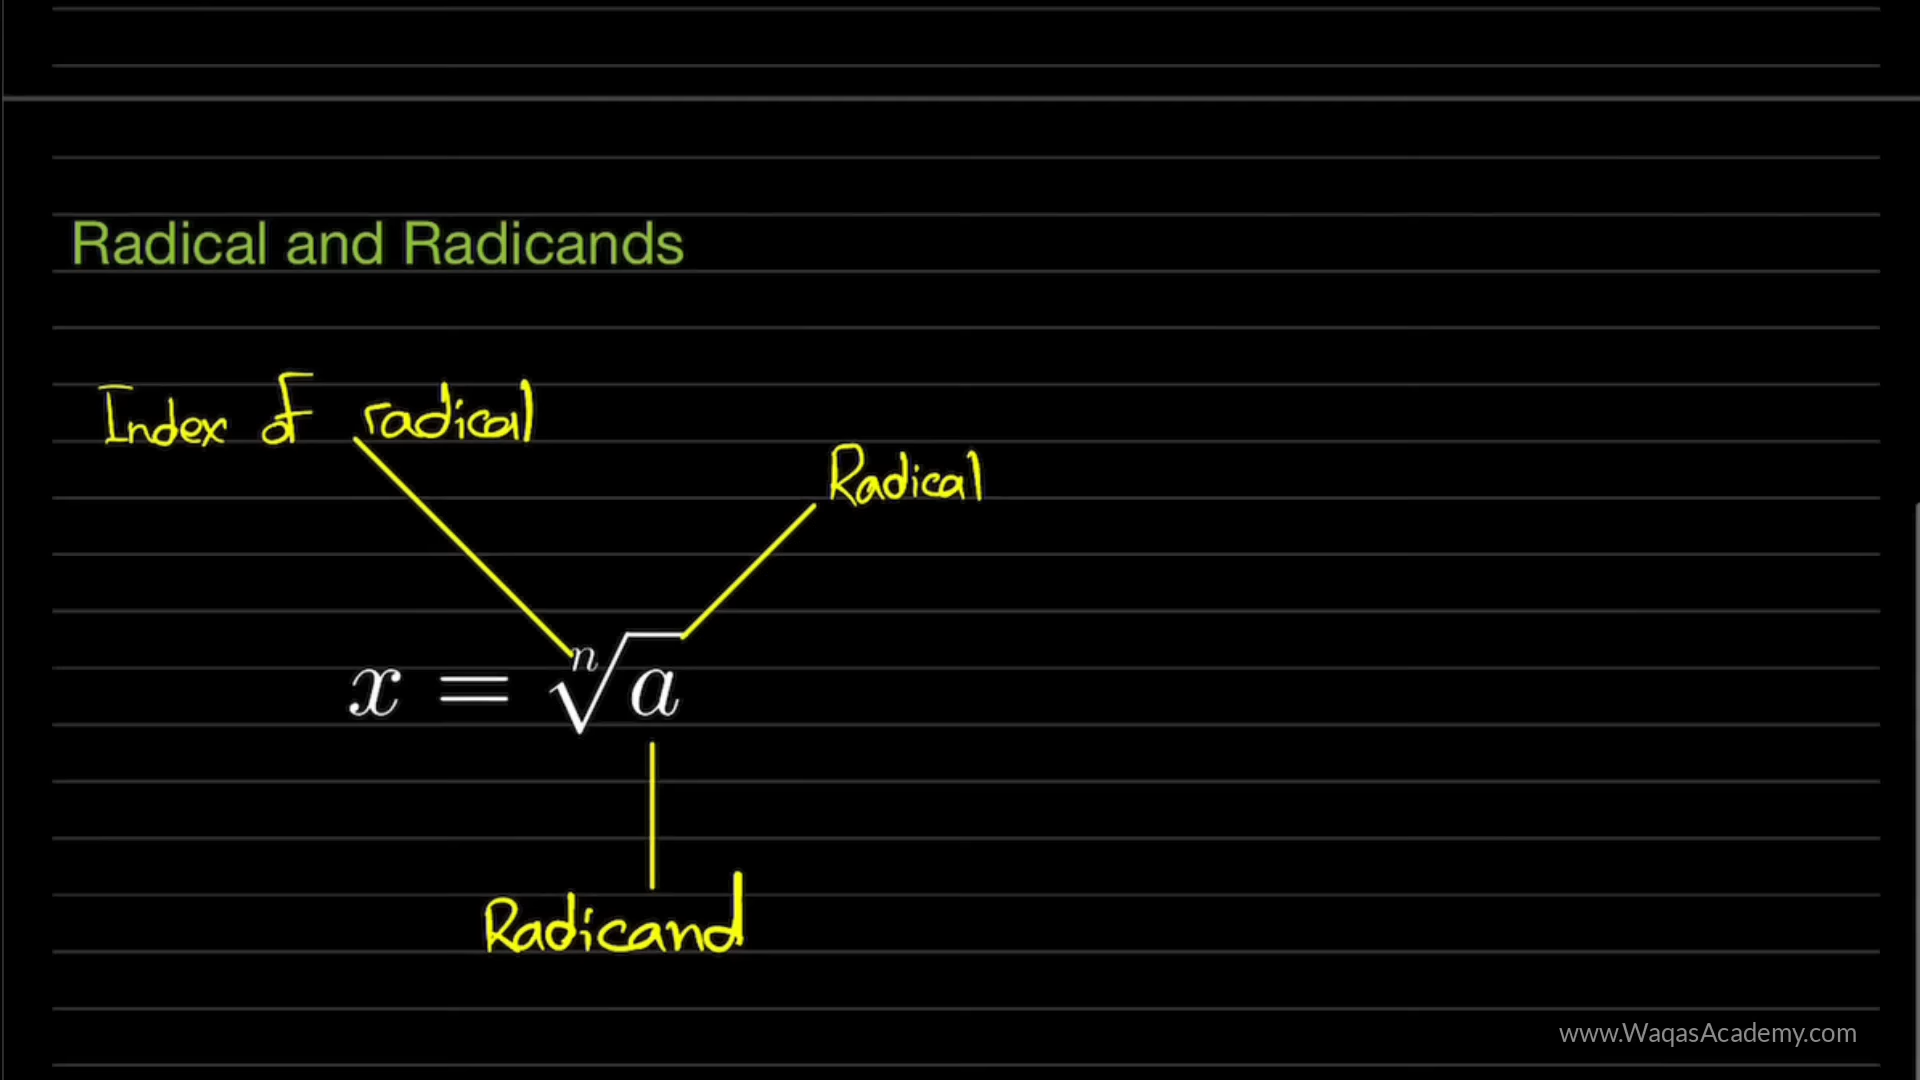 Radical and Radicands
Index of radical
Radical
x = ⁿ√a
Radicand
www.WaqasAcademy.com